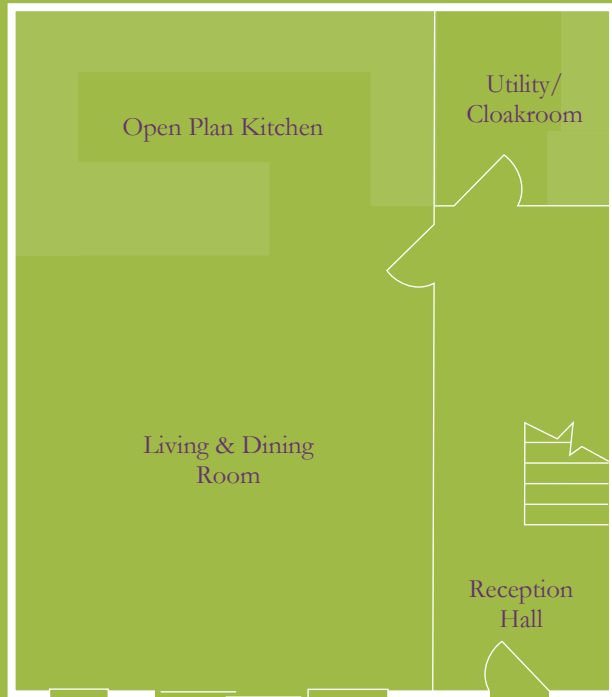 Utility/
Cloakroom
Open Plan Kitchen
Living & Dining
Room
Reception
Hall